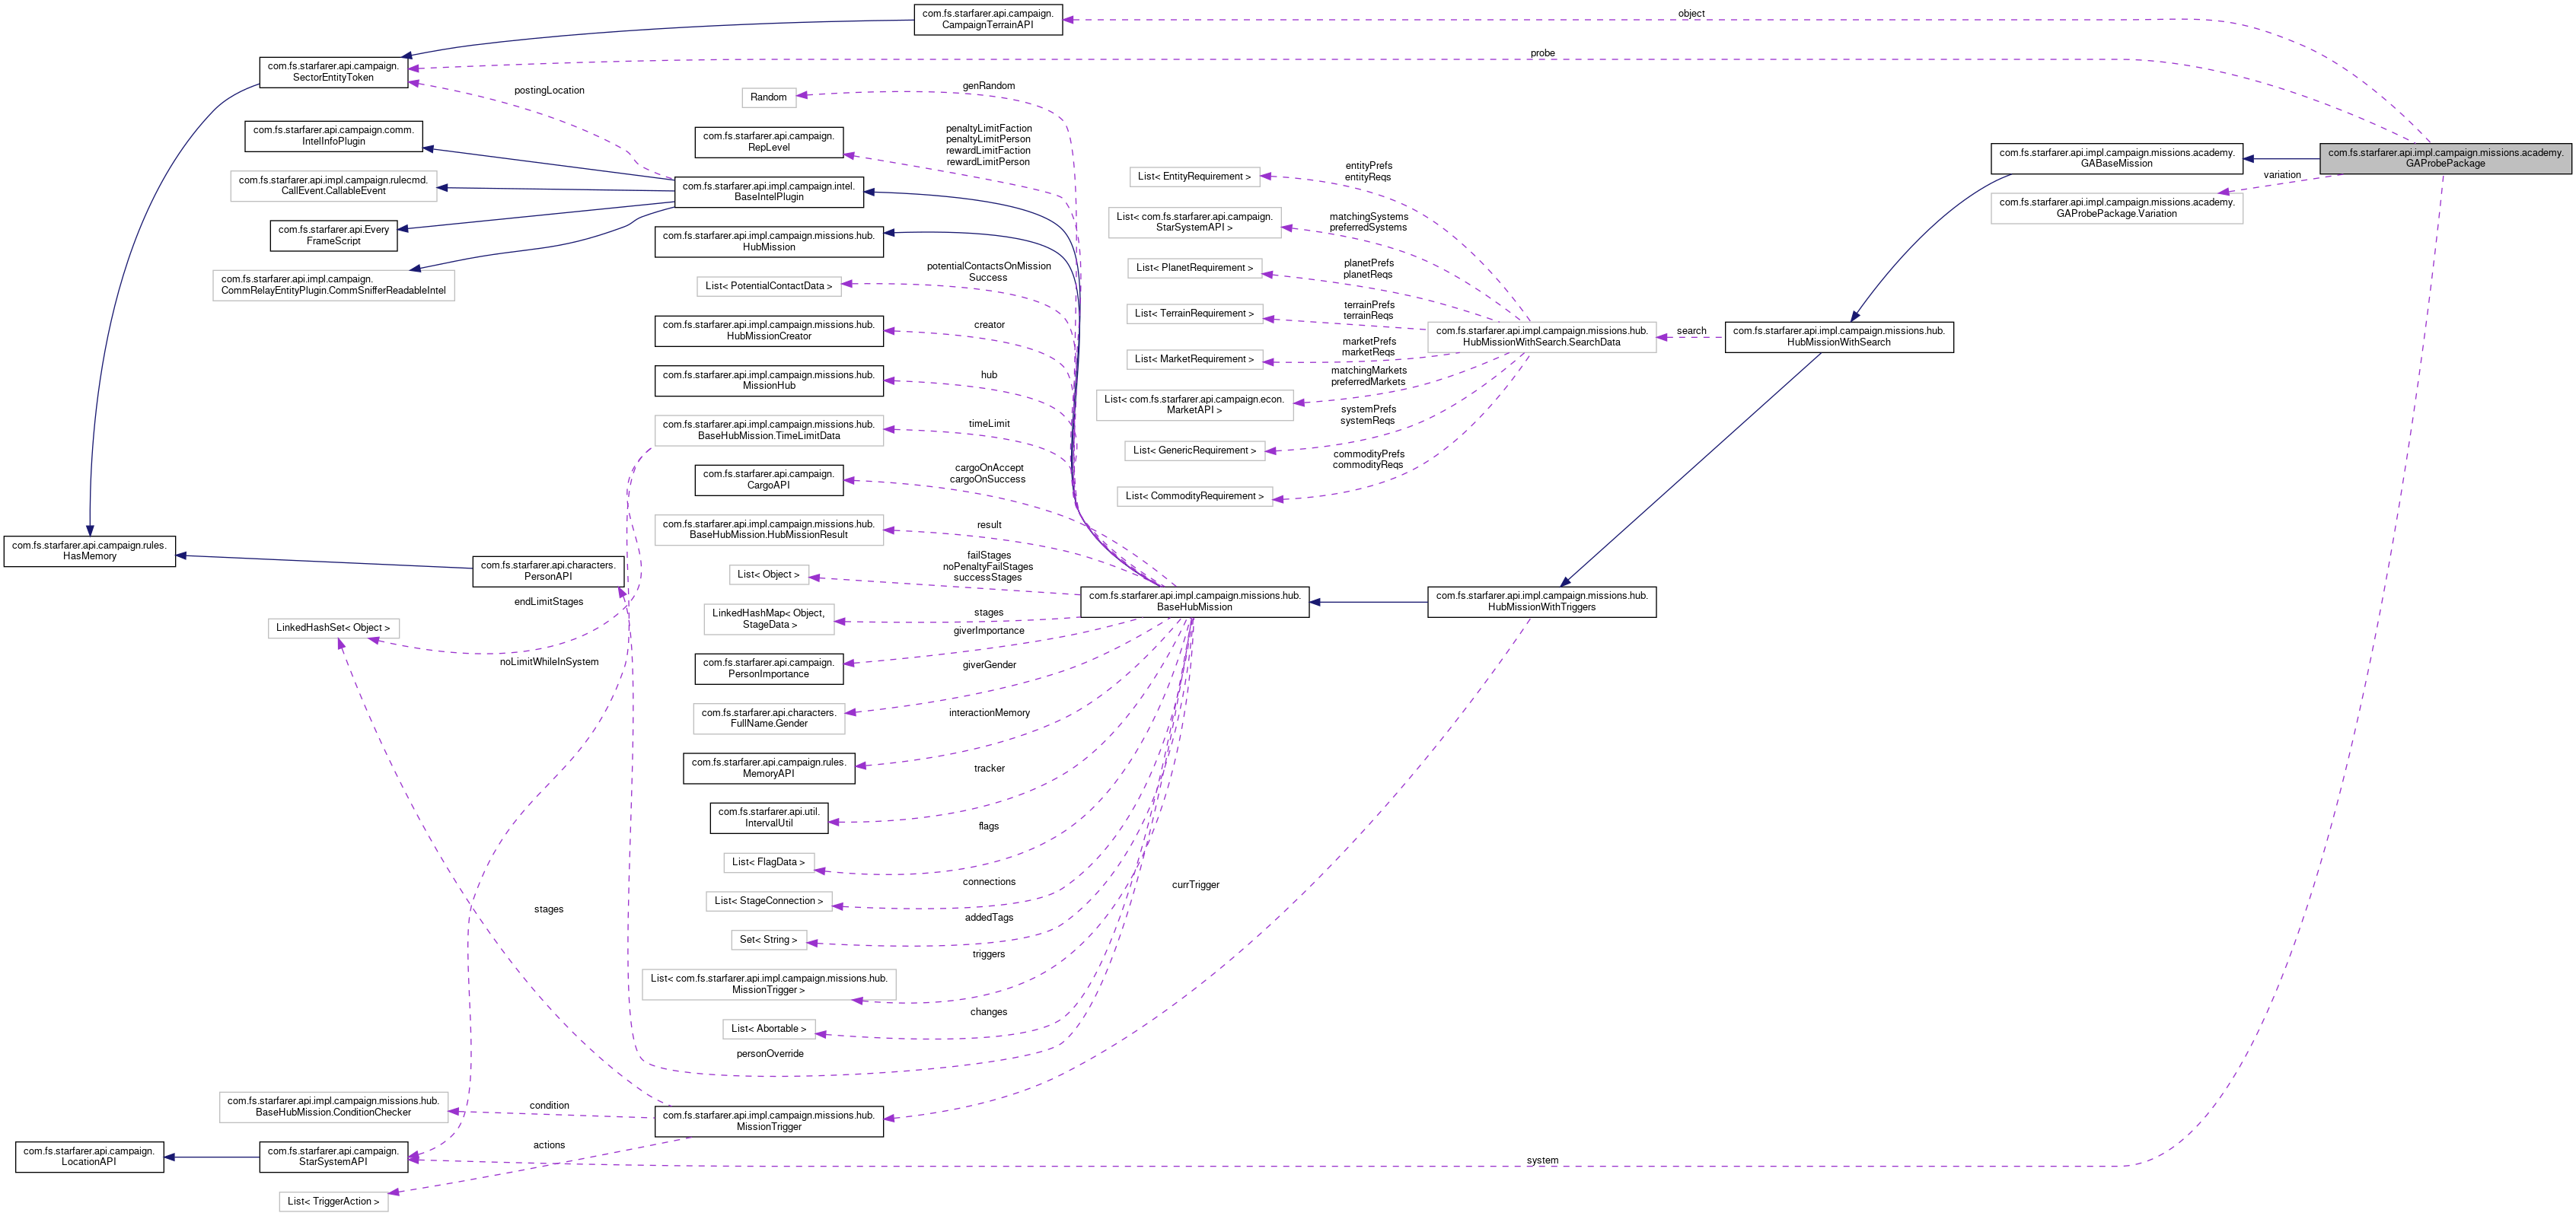 com.fs.starfarer.api.campaign.
CampaignTerrainAPI
object
probe
com.fs.starfarer.api.campaign.
SectorEntityToken
postingLocation
genRandom
Random
com.fs.starfarer.api.campaign.comm.
IntelInfoPlugin
com.fs.starfarer.api.campaign.
RepLevel
penaltyLimitFaction
penaltyLimitPerson
rewardLimitFaction
rewardLimitPerson
com.fs.starfarer.api.impl.campaign.missions.academy.
GABaseMission
com.fs.starfarer.api.impl.campaign.missions.academy.
GAProbePackage
variation
com.fs.starfarer.api.impl.campaign.missions.academy.
GAProbePackage.Variation
com.fs.starfarer.api.impl.campaign.rulecmd.
CallEvent.CallableEvent
com.fs.starfarer.api.impl.campaign.intel.
BaseIntelPlugin
List< EntityRequirement >
entityPrefs
entityReqs
com.fs.starfarer.api.Every
FrameScript
com.fs.starfarer.api.impl.campaign.missions.hub.
HubMission
List< com.fs.starfarer.api.campaign.
StarSystemAPI >
matchingSystems
preferredSystems
com.fs.starfarer.api.impl.campaign.
CommRelayEntityPlugin.CommSnifferReadableIntel
List< PotentialContactData >
potentialContactsOnMission
Success
List< PlanetRequirement >
planetPrefs
planetReqs
com.fs.starfarer.api.impl.campaign.missions.hub.
HubMissionCreator
creator
List< TerrainRequirement >
terrainPrefs
terrainReqs
com.fs.starfarer.api.impl.campaign.missions.hub.
HubMissionWithSearch.SearchData
search
com.fs.starfarer.api.impl.campaign.missions.hub.
HubMissionWithSearch
com.fs.starfarer.api.impl.campaign.missions.hub.
MissionHub
hub
List< MarketRequirement >
marketPrefs
marketReqs
List< com.fs.starfarer.api.campaign.econ.
MarketAPI >
matchingMarkets
preferredMarkets
com.fs.starfarer.api.impl.campaign.missions.hub.
BaseHubMission.TimeLimitData
timeLimit
List< GenericRequirement >
systemPrefs
systemReqs
com.fs.starfarer.api.campaign.
CargoAPI
cargoOnAccept
cargoOnSuccess
List< CommodityRequirement >
commodityPrefs
commodityReqs
com.fs.starfarer.api.impl.campaign.missions.hub.
BaseHubMission.HubMissionResult
result
com.fs.starfarer.api.campaign.rules.
HasMemory
com.fs.starfarer.api.characters.
PersonAPI
List< Object >
failStages
noPenaltyFailStages
successStages
endLimitStages
LinkedHashSet< Object >
LinkedHashMap< Object,
StageData >
stages
com.fs.starfarer.api.impl.campaign.missions.hub.
BaseHubMission
com.fs.starfarer.api.impl.campaign.missions.hub.
HubMissionWithTriggers
giverImportance
noLimitWhileInSystem
com.fs.starfarer.api.campaign.
PersonImportance
giverGender
com.fs.starfarer.api.characters.
FullName.Gender
interactionMemory
com.fs.starfarer.api.campaign.rules.
MemoryAPI
tracker
com.fs.starfarer.api.util.
IntervalUtil
flags
List< FlagData >
connections
List< StageConnection >
currTrigger
stages
addedTags
Set< String >
triggers
List< com.fs.starfarer.api.impl.campaign.missions.hub.
MissionTrigger >
changes
List< Abortable >
personOverride
com.fs.starfarer.api.impl.campaign.missions.hub.
BaseHubMission.ConditionChecker
condition
com.fs.starfarer.api.impl.campaign.missions.hub.
MissionTrigger
com.fs.starfarer.api.campaign.
LocationAPI
com.fs.starfarer.api.campaign.
StarSystemAPI
actions
system
List< TriggerAction >